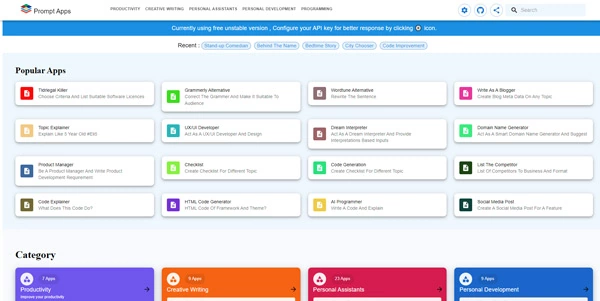 Prompt Apps
PRODUCTIVITY CREATIVE WRITING PERSONAL ASSISTANTS PERSONAL DEVELOPMENT PROGRAMMING
Search
Currently using free unstable version , Configure your API key for better response by clicking icon.
Recent : Stand-up Comedian Behind The Name Bedtime Story City Chooser Code Improvement
Popular Apps
Tldrlegal Killer
Choose Criteria And List Suitable Software Licences
Grammerly Alternative
Correct The Grammar And Make It Suitable To Audience
Wordtune Alternative
Rewrite The Sentence
Write As A Blogger
Create Blog Meta Data On Any Topic
Topic Explainer
Explain Like 5 Year Old #Eli5
UX/UI Developer
Act As A UX/UI Developer And Design
Dream Interpreter
Act As A Dream Interpreter And Provide Interpretations Based Inputs
Domain Name Generator
Act As A Smart Domain Name Generator And Suggest
Product Manager
Be A Product Manager And Write Product Development Requirement
Checklist
Create Checklist For Different Topic
Code Generation
Create Checklist For Different Topic
List The Competitor
List Of Competitors To Business And Format
Code Explainer
What Does This Code Do?
HTML Code Generator
HTML Code Of Framework And Theme?
AI Programmer
Write A Code And Explain
Social Media Post
Create A Social Media Post For A Feature
Category
7 Apps
Productivity
Improve your productivity
9 Apps
Creative Writing
23 Apps
Personal Assistants
9 Apps
Personal Development